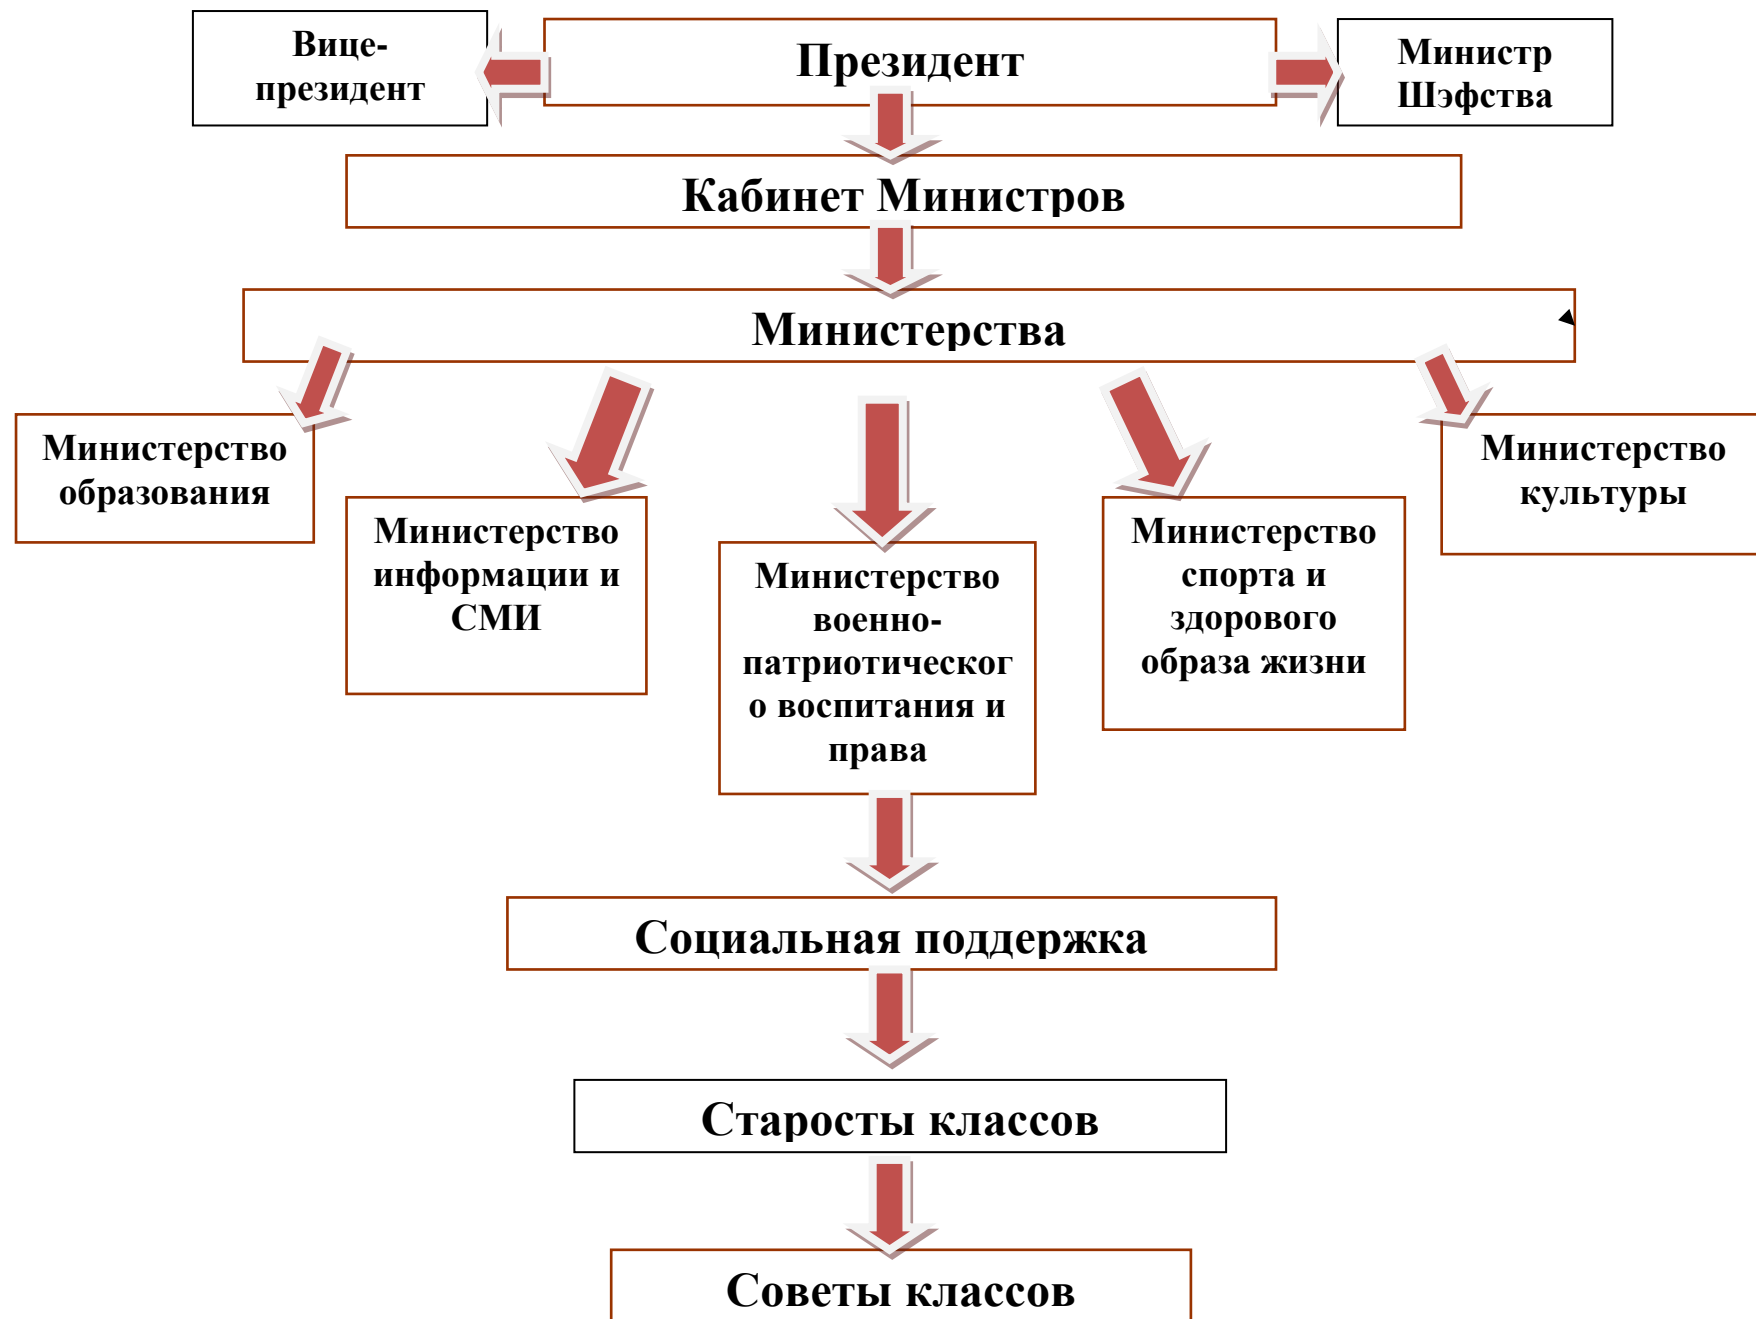 Вице-
президент
Президент
Министр
Шэфства
Кабинет Министров
Министерства
Министерство
образования
Министерство
информации и
СМИ
Министерство
военно-
патриотическог
о воспитания и
права
Министерство
спорта и
здорового
образа жизни
Министерство
культуры
Социальная поддержка
Старосты классов
Советы классов